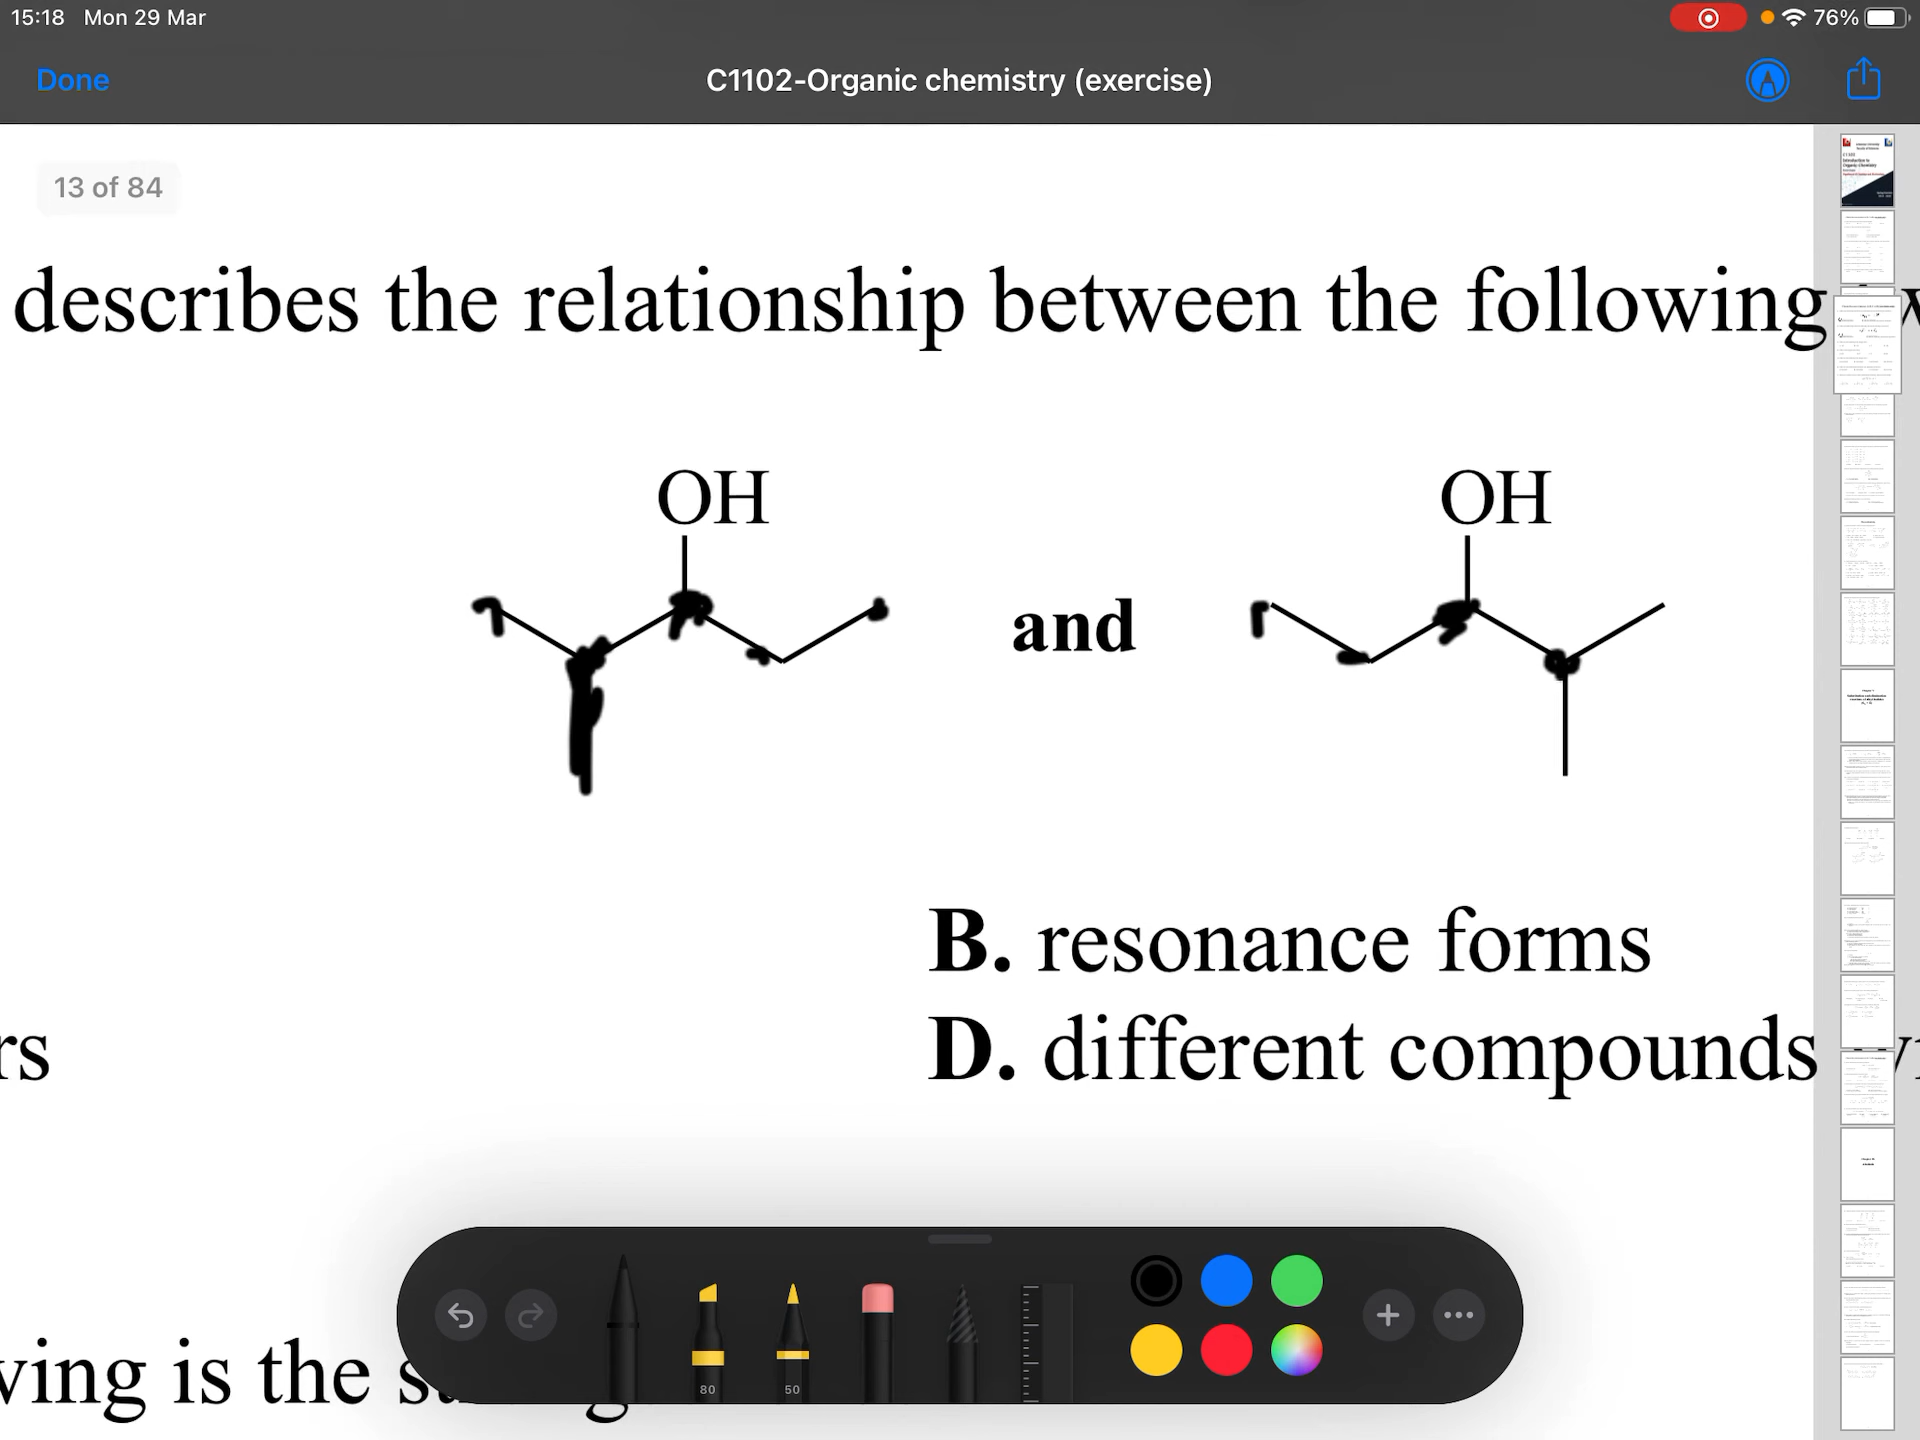 15:18 Mon 29 Mar
76%
Done
C1102-Organic chemistry (exercise)
13 of 84
describes the relationship between the following
OH
OH
and
B. resonance forms
rs
D. different compounds
ving is the
80
50